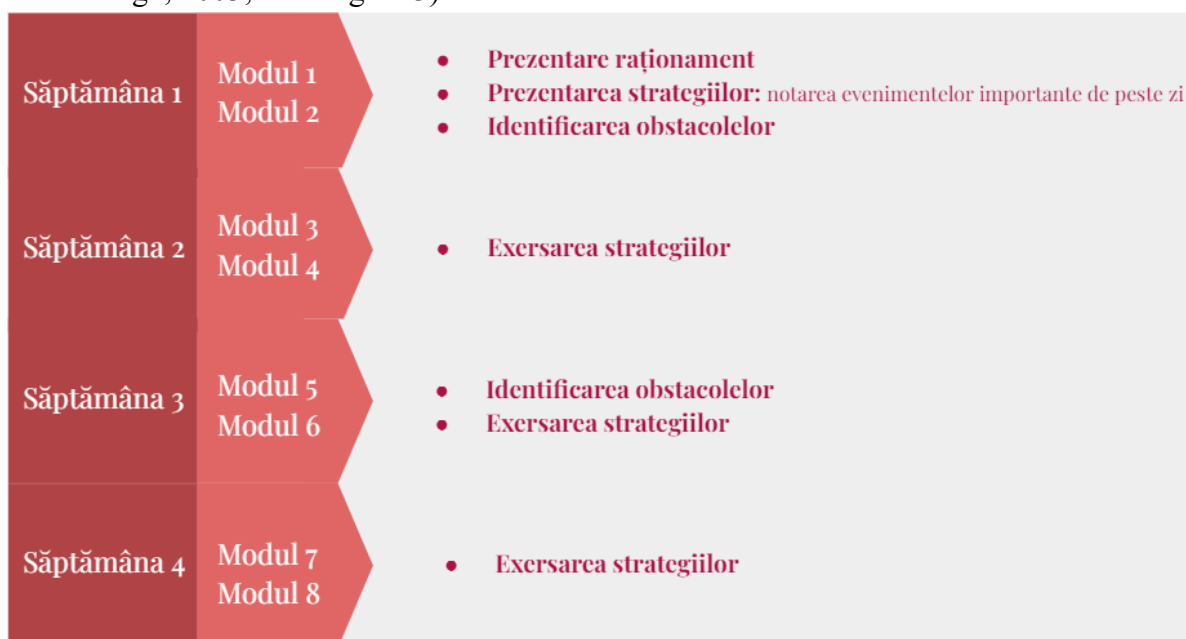 Săptămâna 1
Modul 1
Modul 2
● Prezentare raționament
● Prezentarea strategiilor: notarea evenimentelor importante de peste zi
● Identificarea obstacolelor
Săptămâna 2
Modul 3
Modul 4
● Exersarea strategiilor
Săptămâna 3
Modul 5
Modul 6
● Identificarea obstacolelor
● Exersarea strategiilor
Săptămâna 4
Modul 7
Modul 8
● Exersarea strategiilor